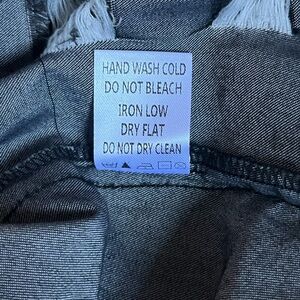 HAND WASH COLD
DO NOT BLEACH
IRON LOW
DRY FLAT
DO NOT DRY CLEAN